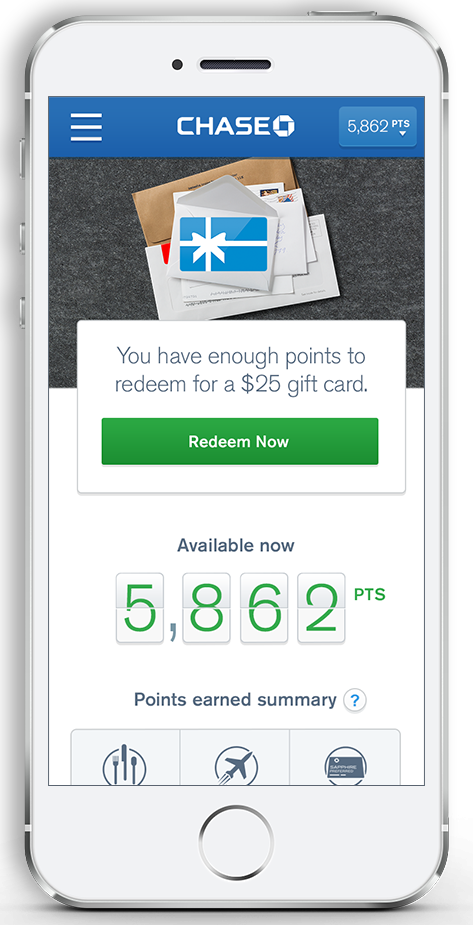 CHASE
5,862 PTS
You have enough points to
redeem for a $25 gift card.
Redeem Now
Available now
5,862 PTS
Points earned summary ?
SAPPHIRE
PREFERRED